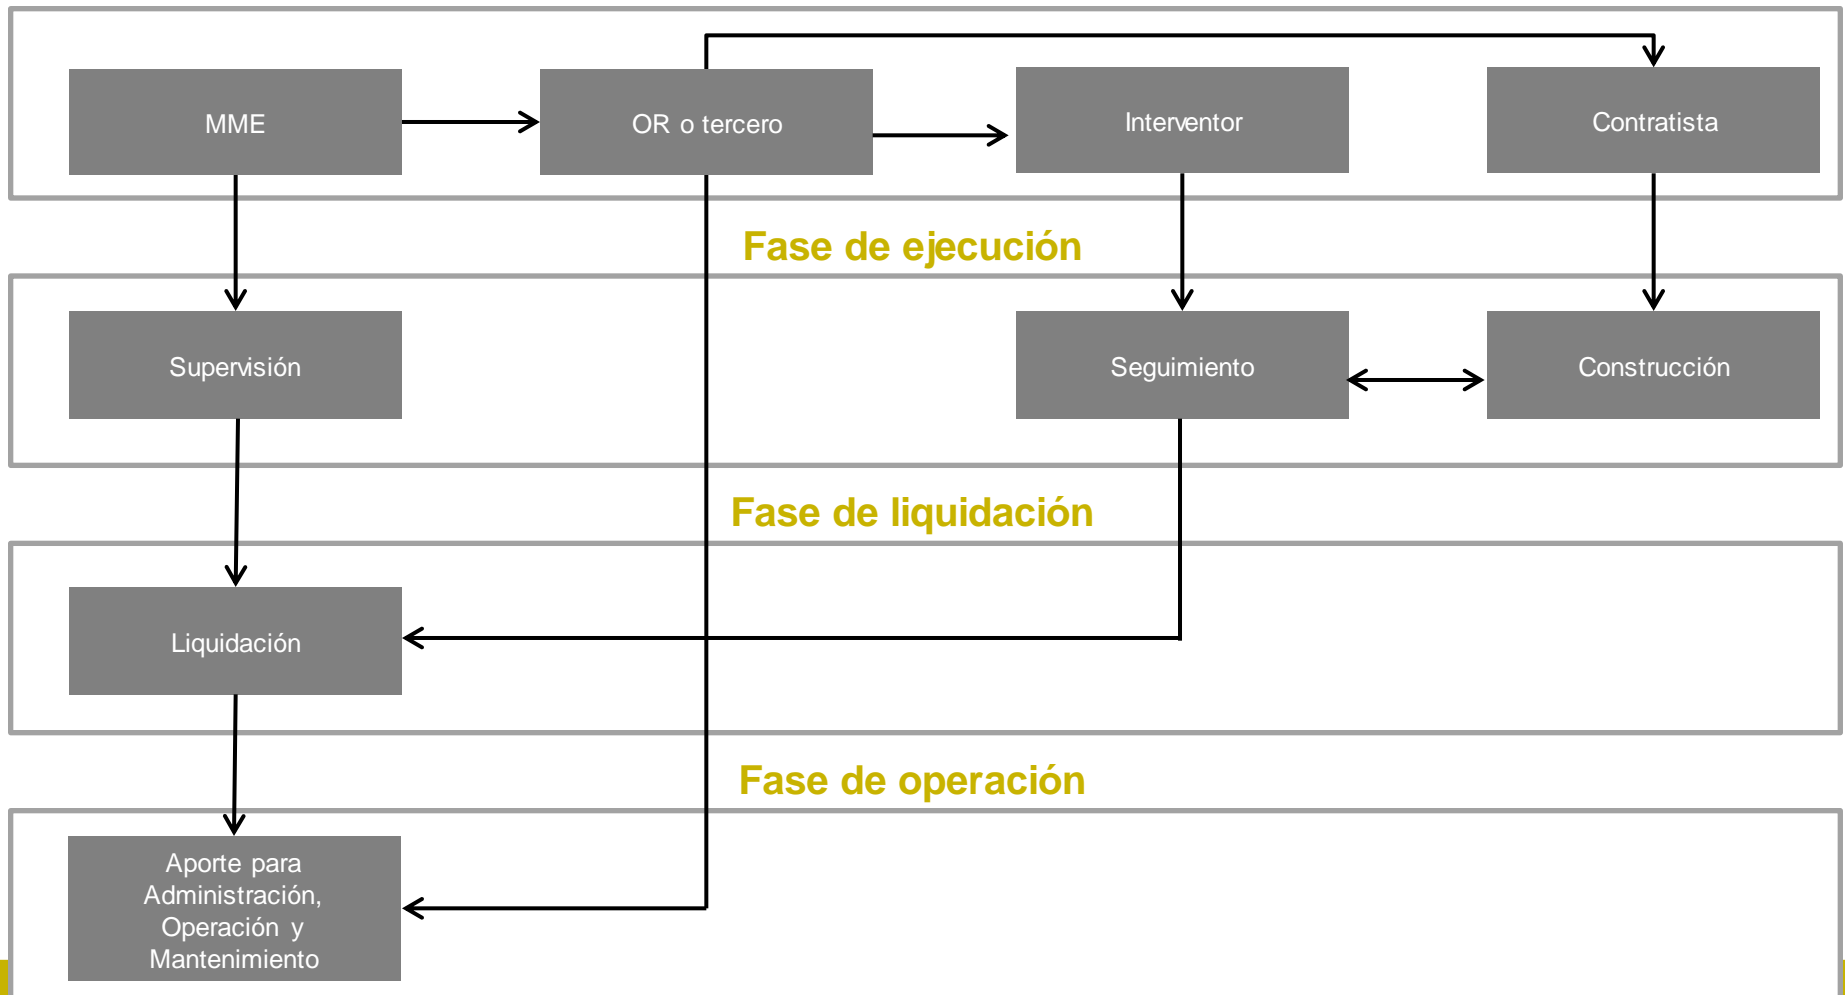 MME
OR o tercero
Interventor
Contratista
Fase de ejecución
Supervisión
Seguimiento
Construcción
Fase de liquidación
Liquidación
Fase de operación
Aporte para
Administración,
Operación y
Mantenimiento